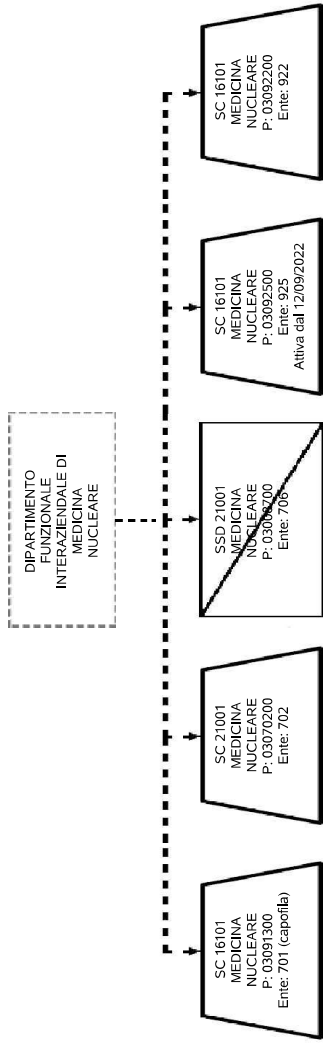 DIPARTIMENTO
FUNZIONALE
INTERAZIENDALE DI
MEDICINA
NUCLEARE
SC 16101
MEDICINA
NUCLEARE
P: 03091300
Ente: 701 (capofila)
SC 21001
MEDICINA
NUCLEARE
P: 03070200
Ente: 702
SSD 21001
MEDICINA
NUCLEARE
P: 03008700
Ente: 706
SC 16101
MEDICINA
NUCLEARE
P: 03092500
Ente: 925
Attiva dal 12/09/2022
SC 16101
MEDICINA
NUCLEARE
P: 03092200
Ente: 922